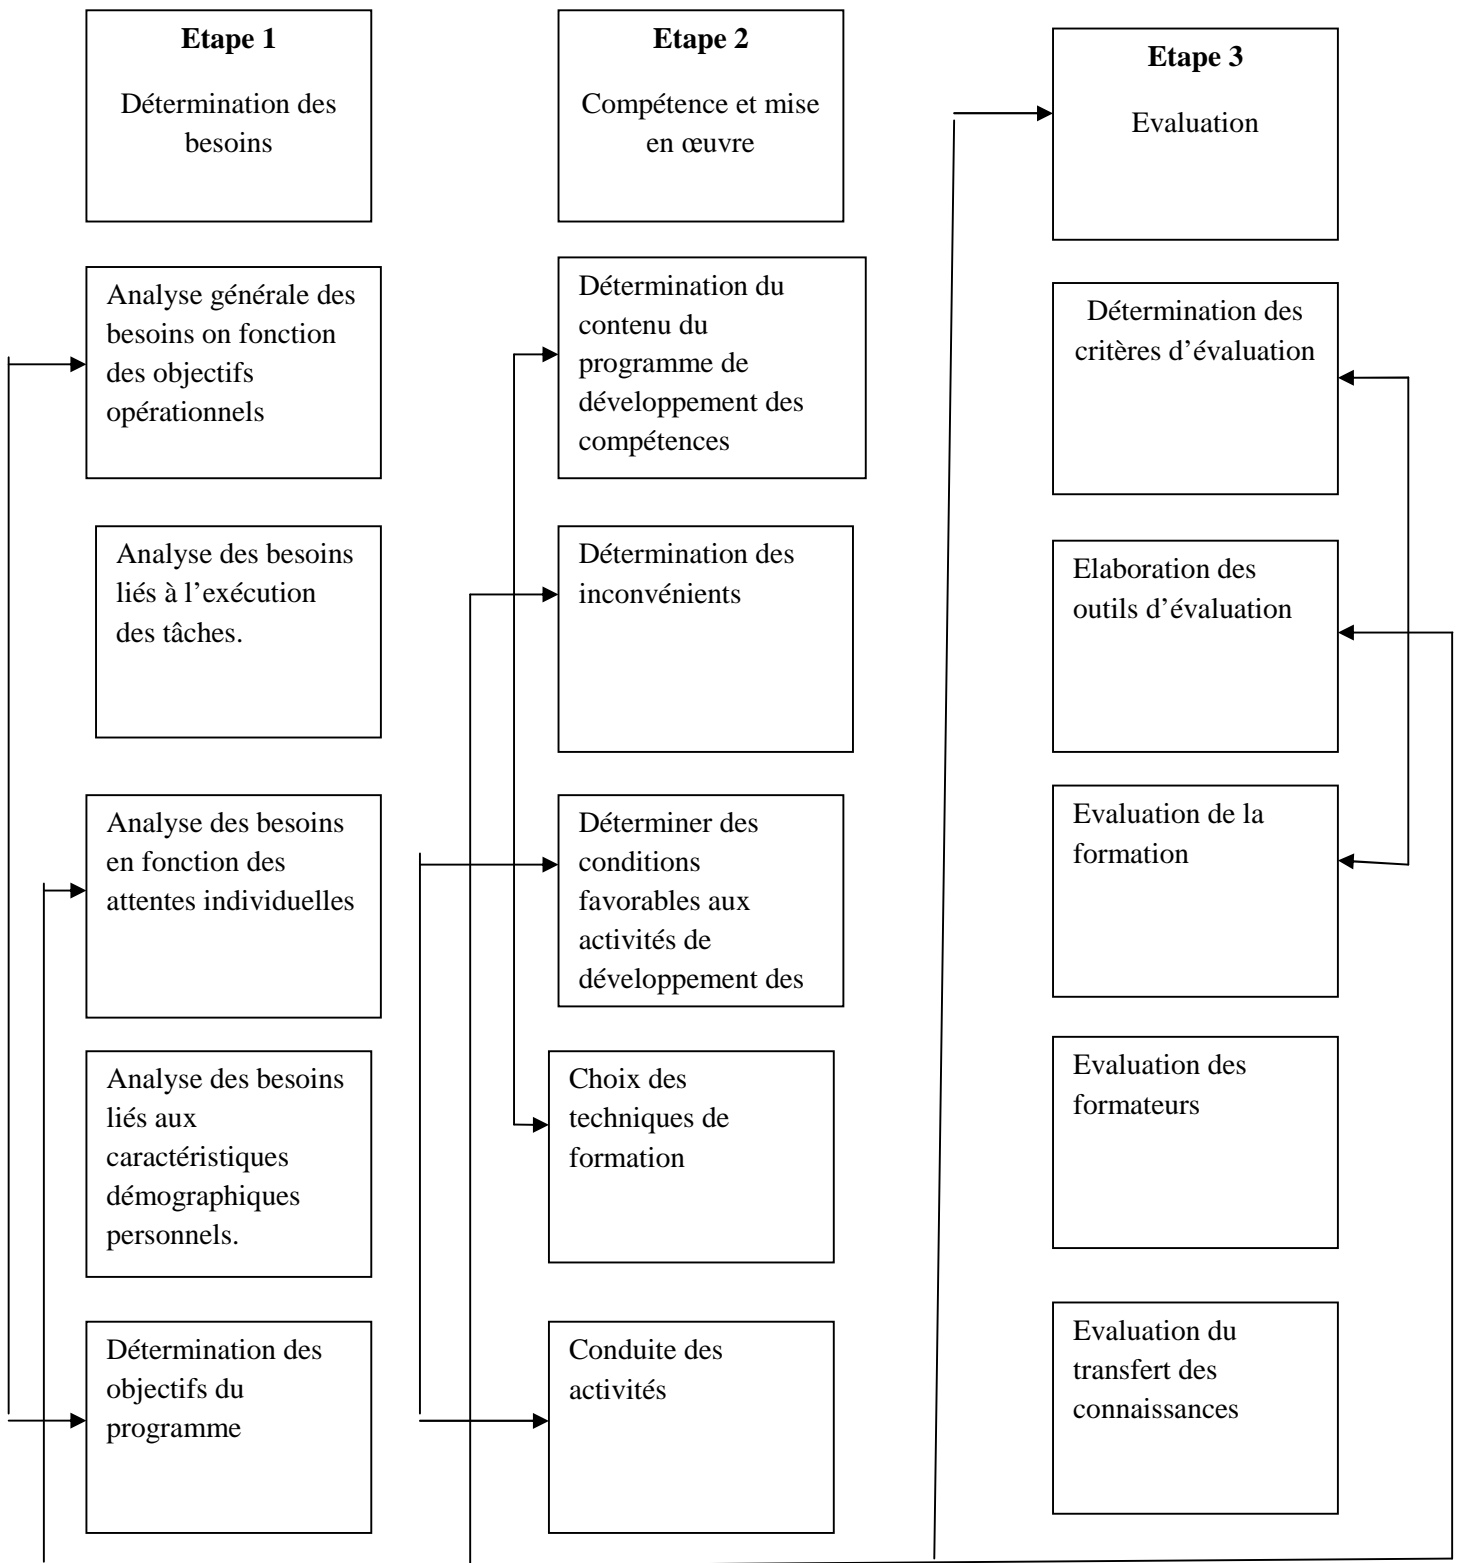 Etape 1
Détermination des
besoins
Analyse générale des
besoins on fonction
des objectifs
opérationnels
Analyse des besoins
liés à l’exécution
des tâches.
Analyse des besoins
en fonction des
attentes individuelles
Analyse des besoins
liés aux
caractéristiques
démographiques
personnels.
Détermination des
objectifs du
programme
Etape 2
Compétence et mise
en œuvre
Détermination du
contenu du
programme de
développement des
compétences
Détermination des
inconvénients
Déterminer des
conditions
favorables aux
activités de
développement des
Choix des
techniques de
formation
Conduite des
activités
Etape 3
Evaluation
Détermination des
critères d’évaluation
Elaboration des
outils d’évaluation
Evaluation de la
formation
Evaluation des
formateurs
Evaluation du
transfert des
connaissances